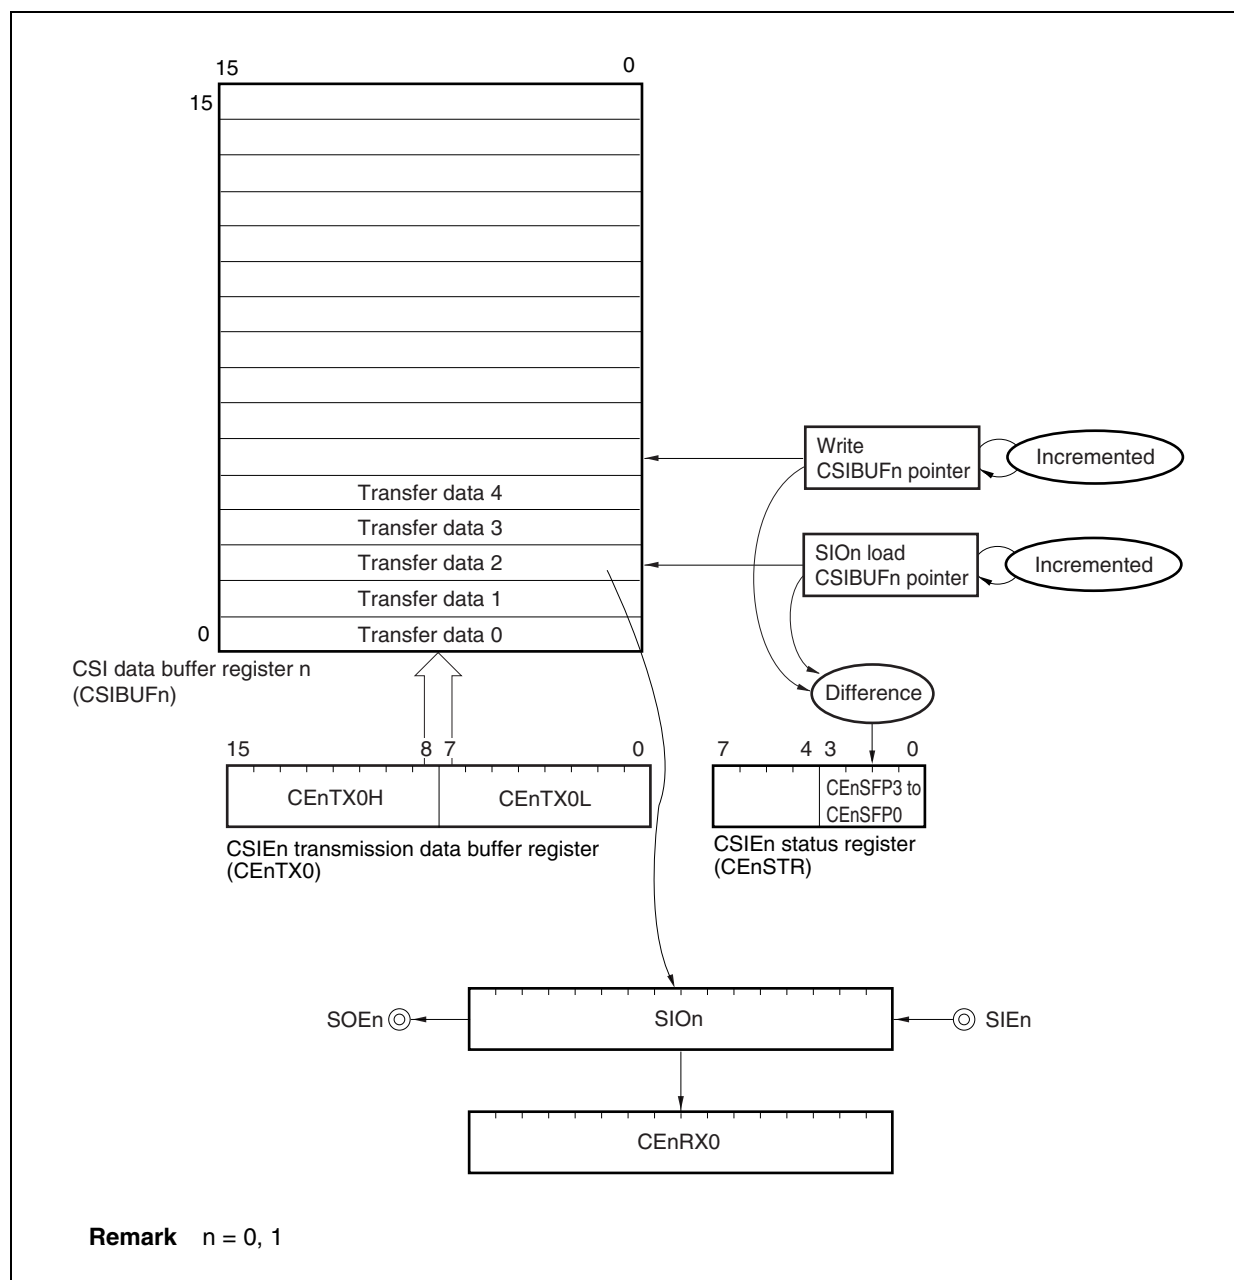 15 0
15
Write
CSIBUFn pointer
Incremented
Transfer data 4
Transfer data 3
Transfer data 2
SIOn load
CSIBUFn pointer
Incremented
Transfer data 1
0 Transfer data 0
CSI data buffer register n
(CSIBUFn)
Difference
15 8 7 0
7 4 3 0
CEnTX0H CEnTX0L
CEnSFP3 to
CEnSFP0
CSIEn transmission data buffer register
(CEnTX0)
CSIEn status register
(CEnSTR)
SOEn SIOn SIEn
CEnRX0
Remark n = 0, 1